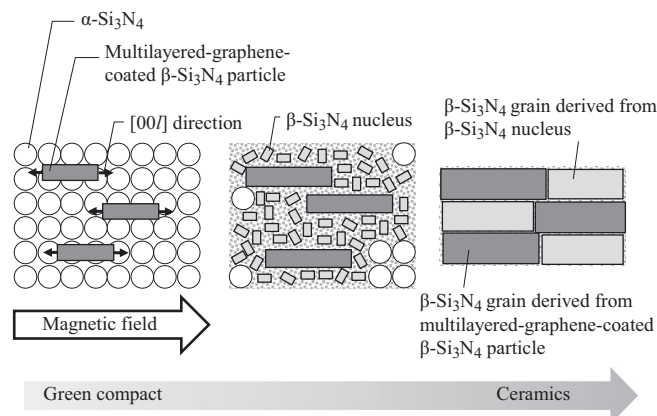 α-Si3N4
Multilayered-graphene-
coated β-Si3N4 particle
[00l] direction
β-Si3N4 nucleus
β-Si3N4 grain derived from
β-Si3N4 nucleus
β-Si3N4 grain derived from
multilayered-graphene-coated
β-Si3N4 particle
Magnetic field
Green compact
Ceramics